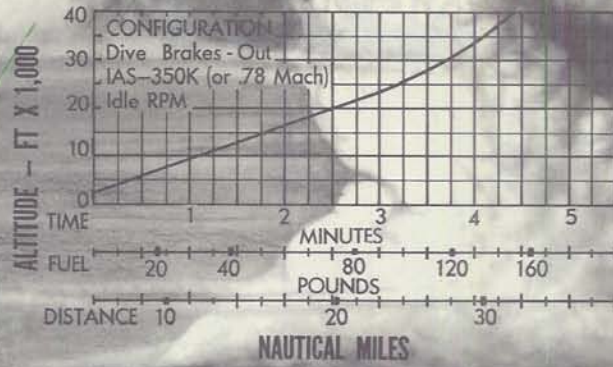 40
CONFIGURATION
Dive Brakes - Out
30
IAS—350K (or .78 Mach)
20
Idle RPM
10
0
ALTITUDE — FT X 1,000
TIME 1 2 3 4 5
MINUTES
FUEL 20 40 80 120 160
POUNDS
DISTANCE 10 20 30
NAUTICAL MILES